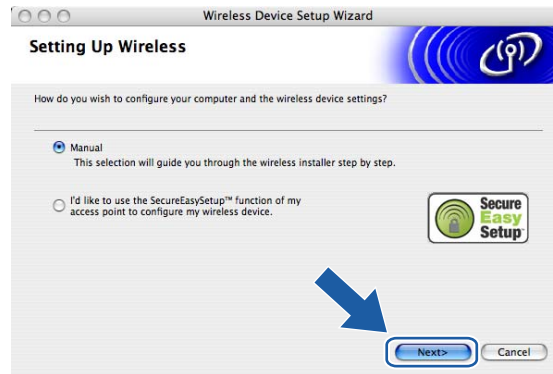 Wireless Device Setup Wizard
Setting Up Wireless
How do you wish to configure your computer and the wireless device settings?
Manual
This selection will guide you through the wireless installer step by step.
I'd like to use the SecureEasySetup™ function of my
access point to configure my wireless device.
Secure
Easy
Setup
Next>
Cancel